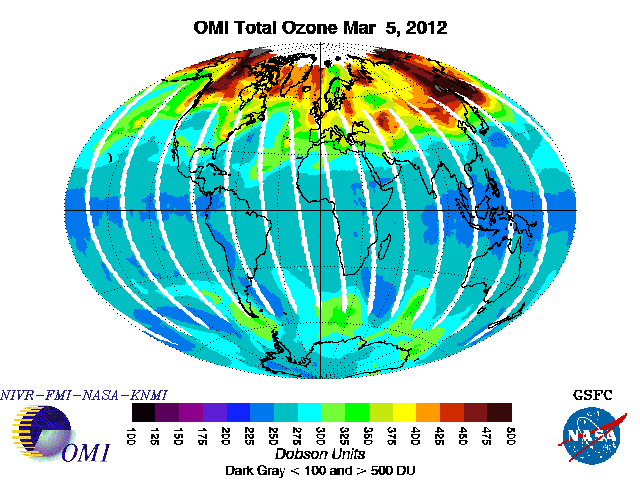 OMI Total Ozone Mar 5, 2012
NIVR-FMI-NASA-KNMI
GSFC
OMI
100 125 150 175 200 225 250 275 300 325 350 375 400 425 450 475 500
Dobson Units
Dark Gray < 100 and > 500 DU
NASA